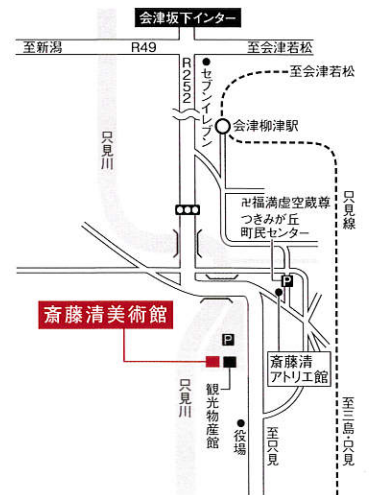 会津坂下インター
至新潟
R49
至会津若松
R252
セブンイレブン
至会津若松
会津柳津駅
只見川
只見線
卍福満虚空蔵尊
つきみが丘
町民センター
P
斎藤清美術館
P
斎藤清
アトリエ館
観光物産館
只見川
役場
至只見
至三島・只見